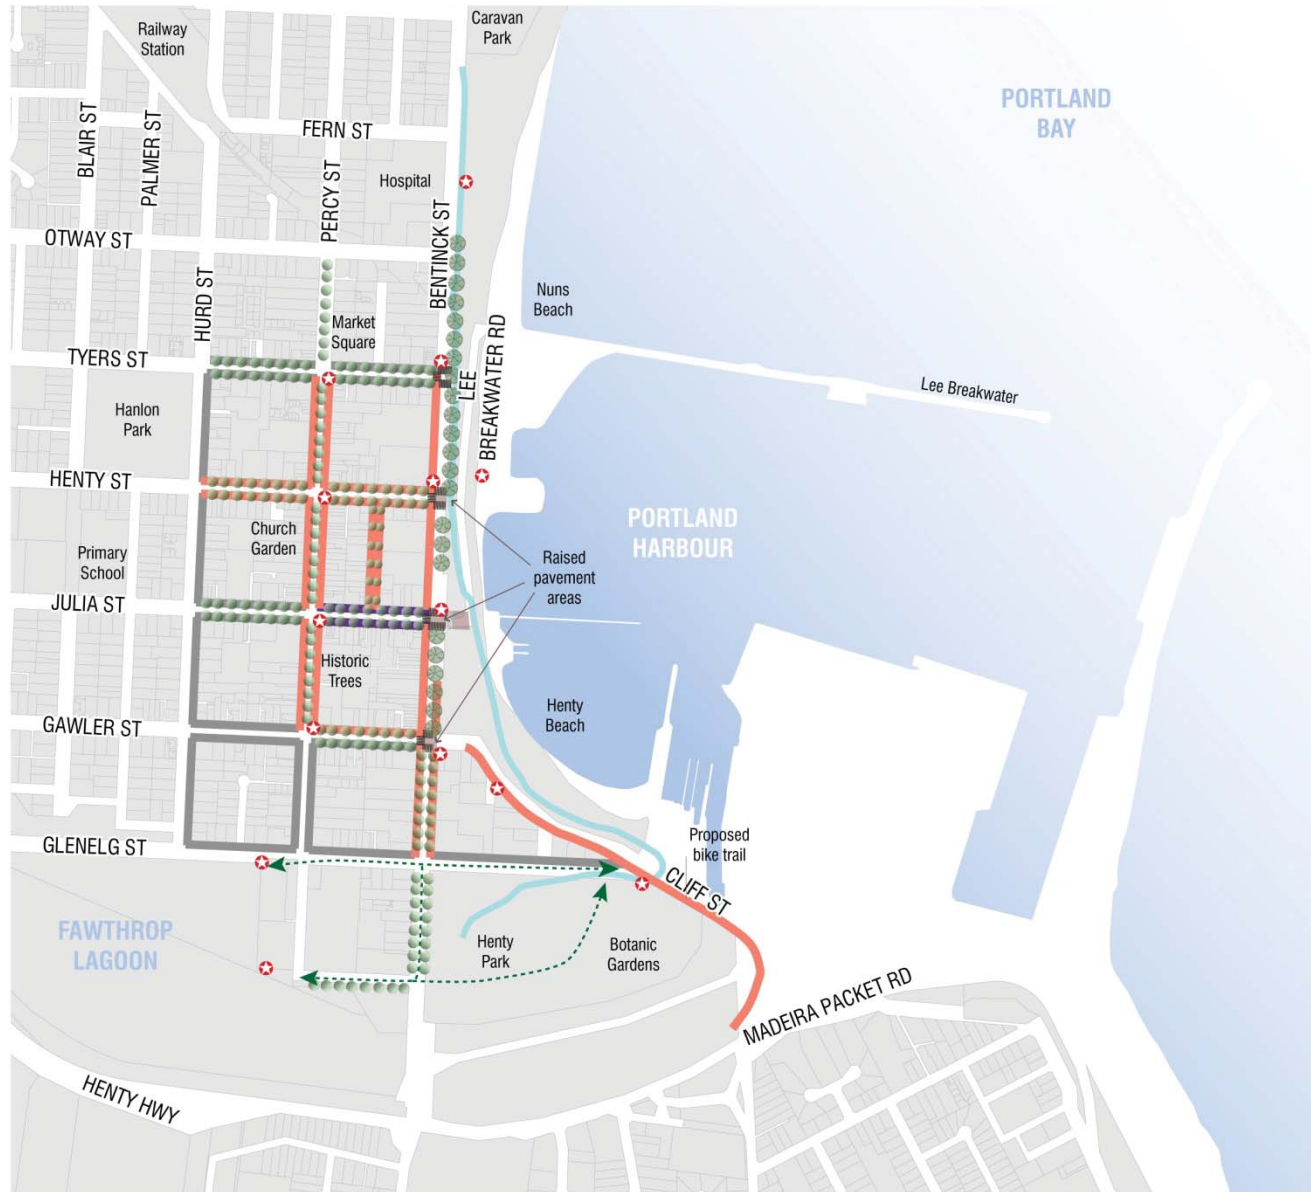 Caravan
Park
Railway
Station
PORTLAND
BAY
FERN ST
BLAIR ST
PALMER ST
PERCY ST
Hospital
BENTINCK ST
OTWAY ST
HURD ST
Nuns
Beach
Market
Square
BREAKWATER RD
TYERS ST
LEE
Lee Breakwater
Hanlon
Park
HENTY ST
PORTLAND
HARBOUR
Church
Garden
Primary
School
Raised
pavement
areas
JULIA ST
Historic
Trees
Henty
Beach
GAWLER ST
Proposed
bike trail
GLENELG ST
CLIFF ST
FAWTHROP
LAGOON
Henty
Park
Botanic
Gardens
MADEIRA PACKET RD
HENTY HWY